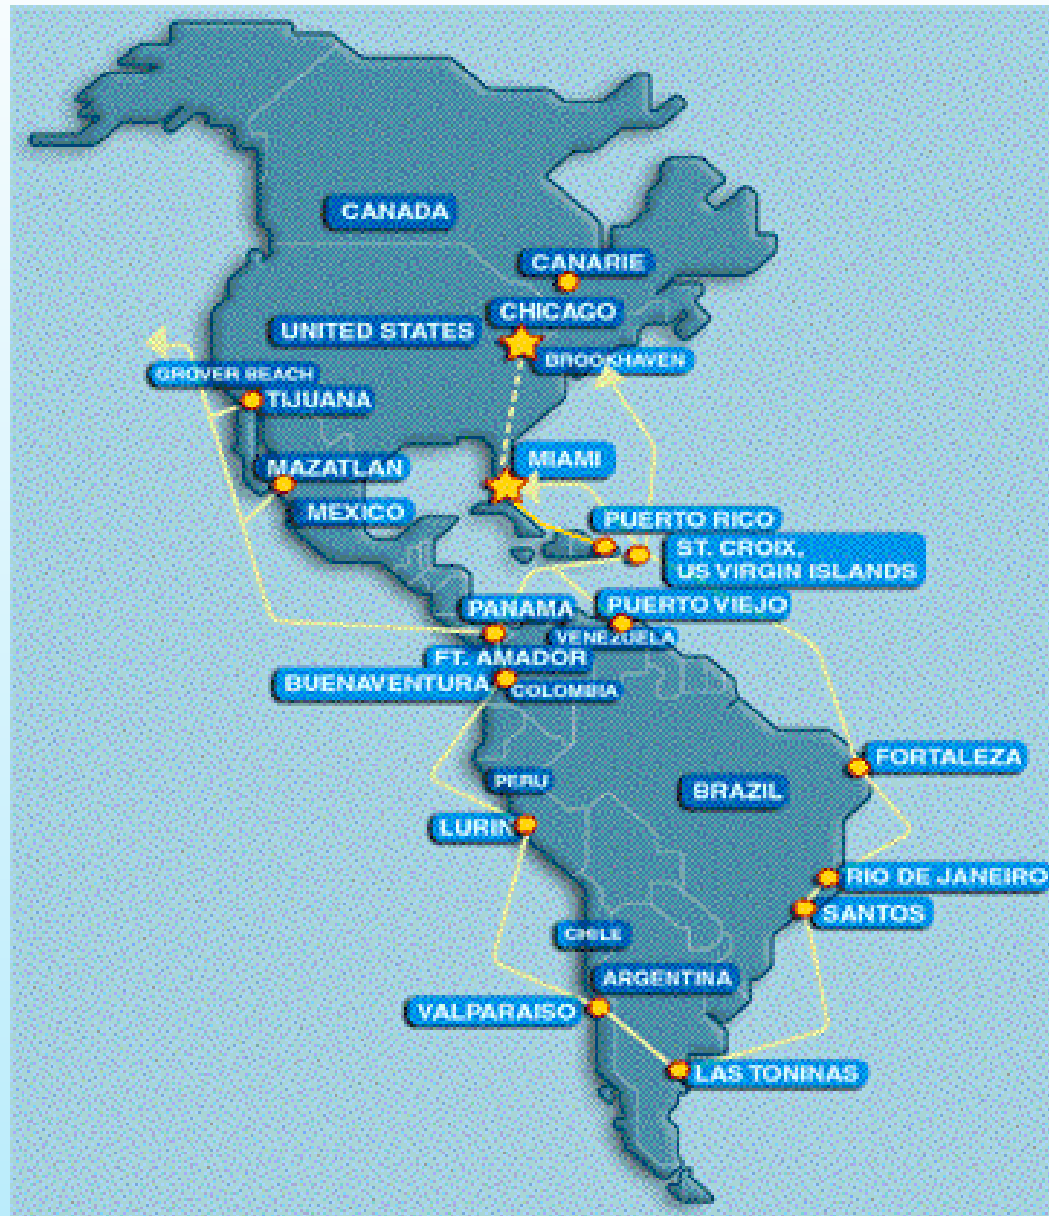 CANADA
CANARIE
CHICAGO
UNITED STATES
BROOKHAVEN
GROVER BEACH
TIJUANA
MIAMI
MAZATLAN
MEXICO
PUERTO RICO
ST. CROIX,
US VIRGIN ISLANDS
PANAMA
PUERTO VIEJO
VENEZUELA
FT. AMADOR
BUENAVENTURA
COLOMBIA
FORTALEZA
PERU
BRAZIL
LURIN
RIO DE JANEIRO
SANTOS
CHILE
ARGENTINA
VALPARAISO
LAS TONINAS